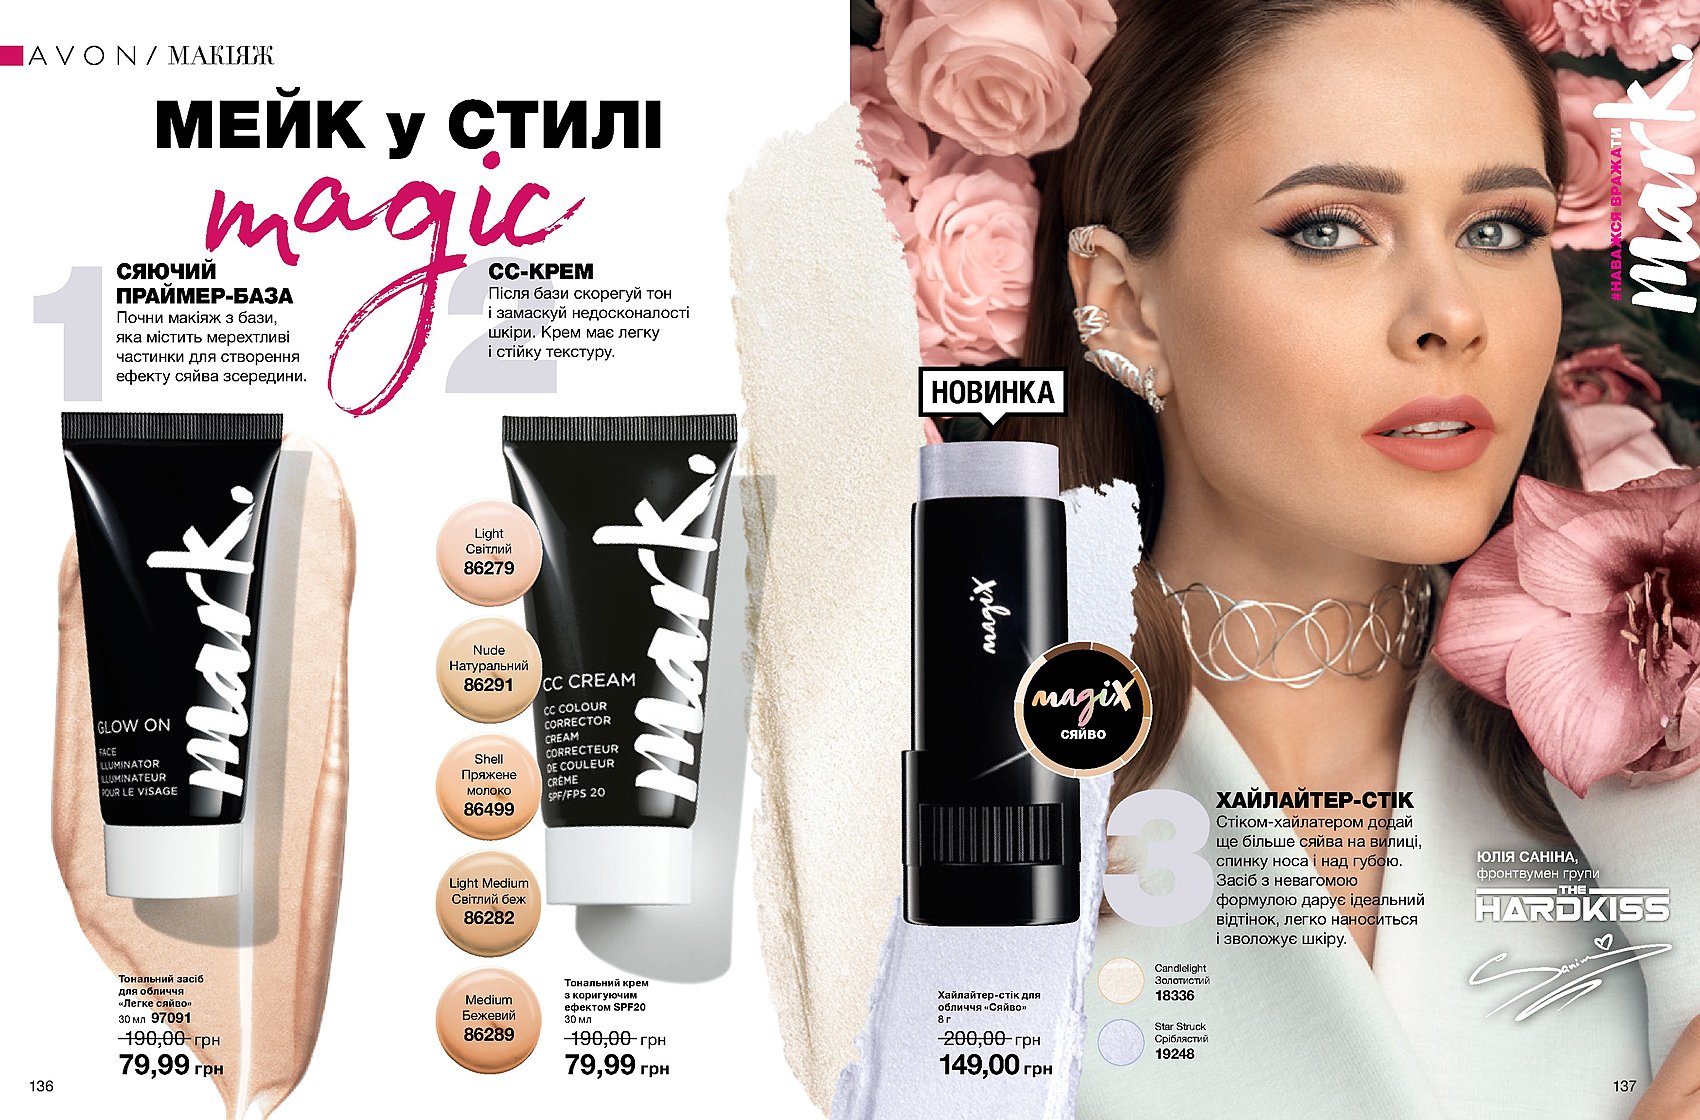 AVON / МАКІЯЖ
МЕЙК у СТИЛІ
magic
1
СЯЮЧИЙ
ПРАЙМЕР-БАЗА
Почни макіяж з бази,
яка містить мерехтливі
частинки для створення
ефекту сяйва зсередини.
2
СС-КРЕМ
Після бази скорегуй тон
і замаскуй недосконалості
шкіри. Крем має легку
і стійку текстуру.
mark.
GLOW ON
FACE
ILLUMINATOR
ILLUMINATEUR
POUR LE VISAGE
Тональний засіб
для обличчя
«Легке сяйво»
30 мл 97091
190,00 грн
79,99 грн
136
Light
Світлий
86279
Nude
Натуральний
86291
Shell
Пряжене
молоко
86499
Light Medium
Світлий беж
86282
Medium
Бежевий
86289
mark.
CC CREAM
CC COLOUR
CORRECTOR
CREAM
CORRECTEUR
DE COULEUR
CRÈME
SPF/FPS 20
Тональний крем
з коригуючим
ефектом SPF20
30 мл
190,00 грн
79,99 грн
НОВИНКА
magiX
magiX
СЯЙВО
Хайлайтер-стік для
обличчя «Сяйво»
8 г
200,00 грн
149,00 грн
3
ХАЙЛАЙТЕР-СТІК
Стіком-хайлатером додай
ще більше сяйва на вилиці,
спинку носа і над губою.
Засіб з невагомою
формулою дарує ідеальний
відтінок, легко наноситься
і зволожує шкіру.
Candlelight
Золотистий
18336
Star Struck
Сріблястий
19248
#НАВАЖСЯ ВРАЖАТИ
mark.
ЮЛІЯ САНІНА,
фронтвумен групи
THE
HARDKISS
Sanina
137